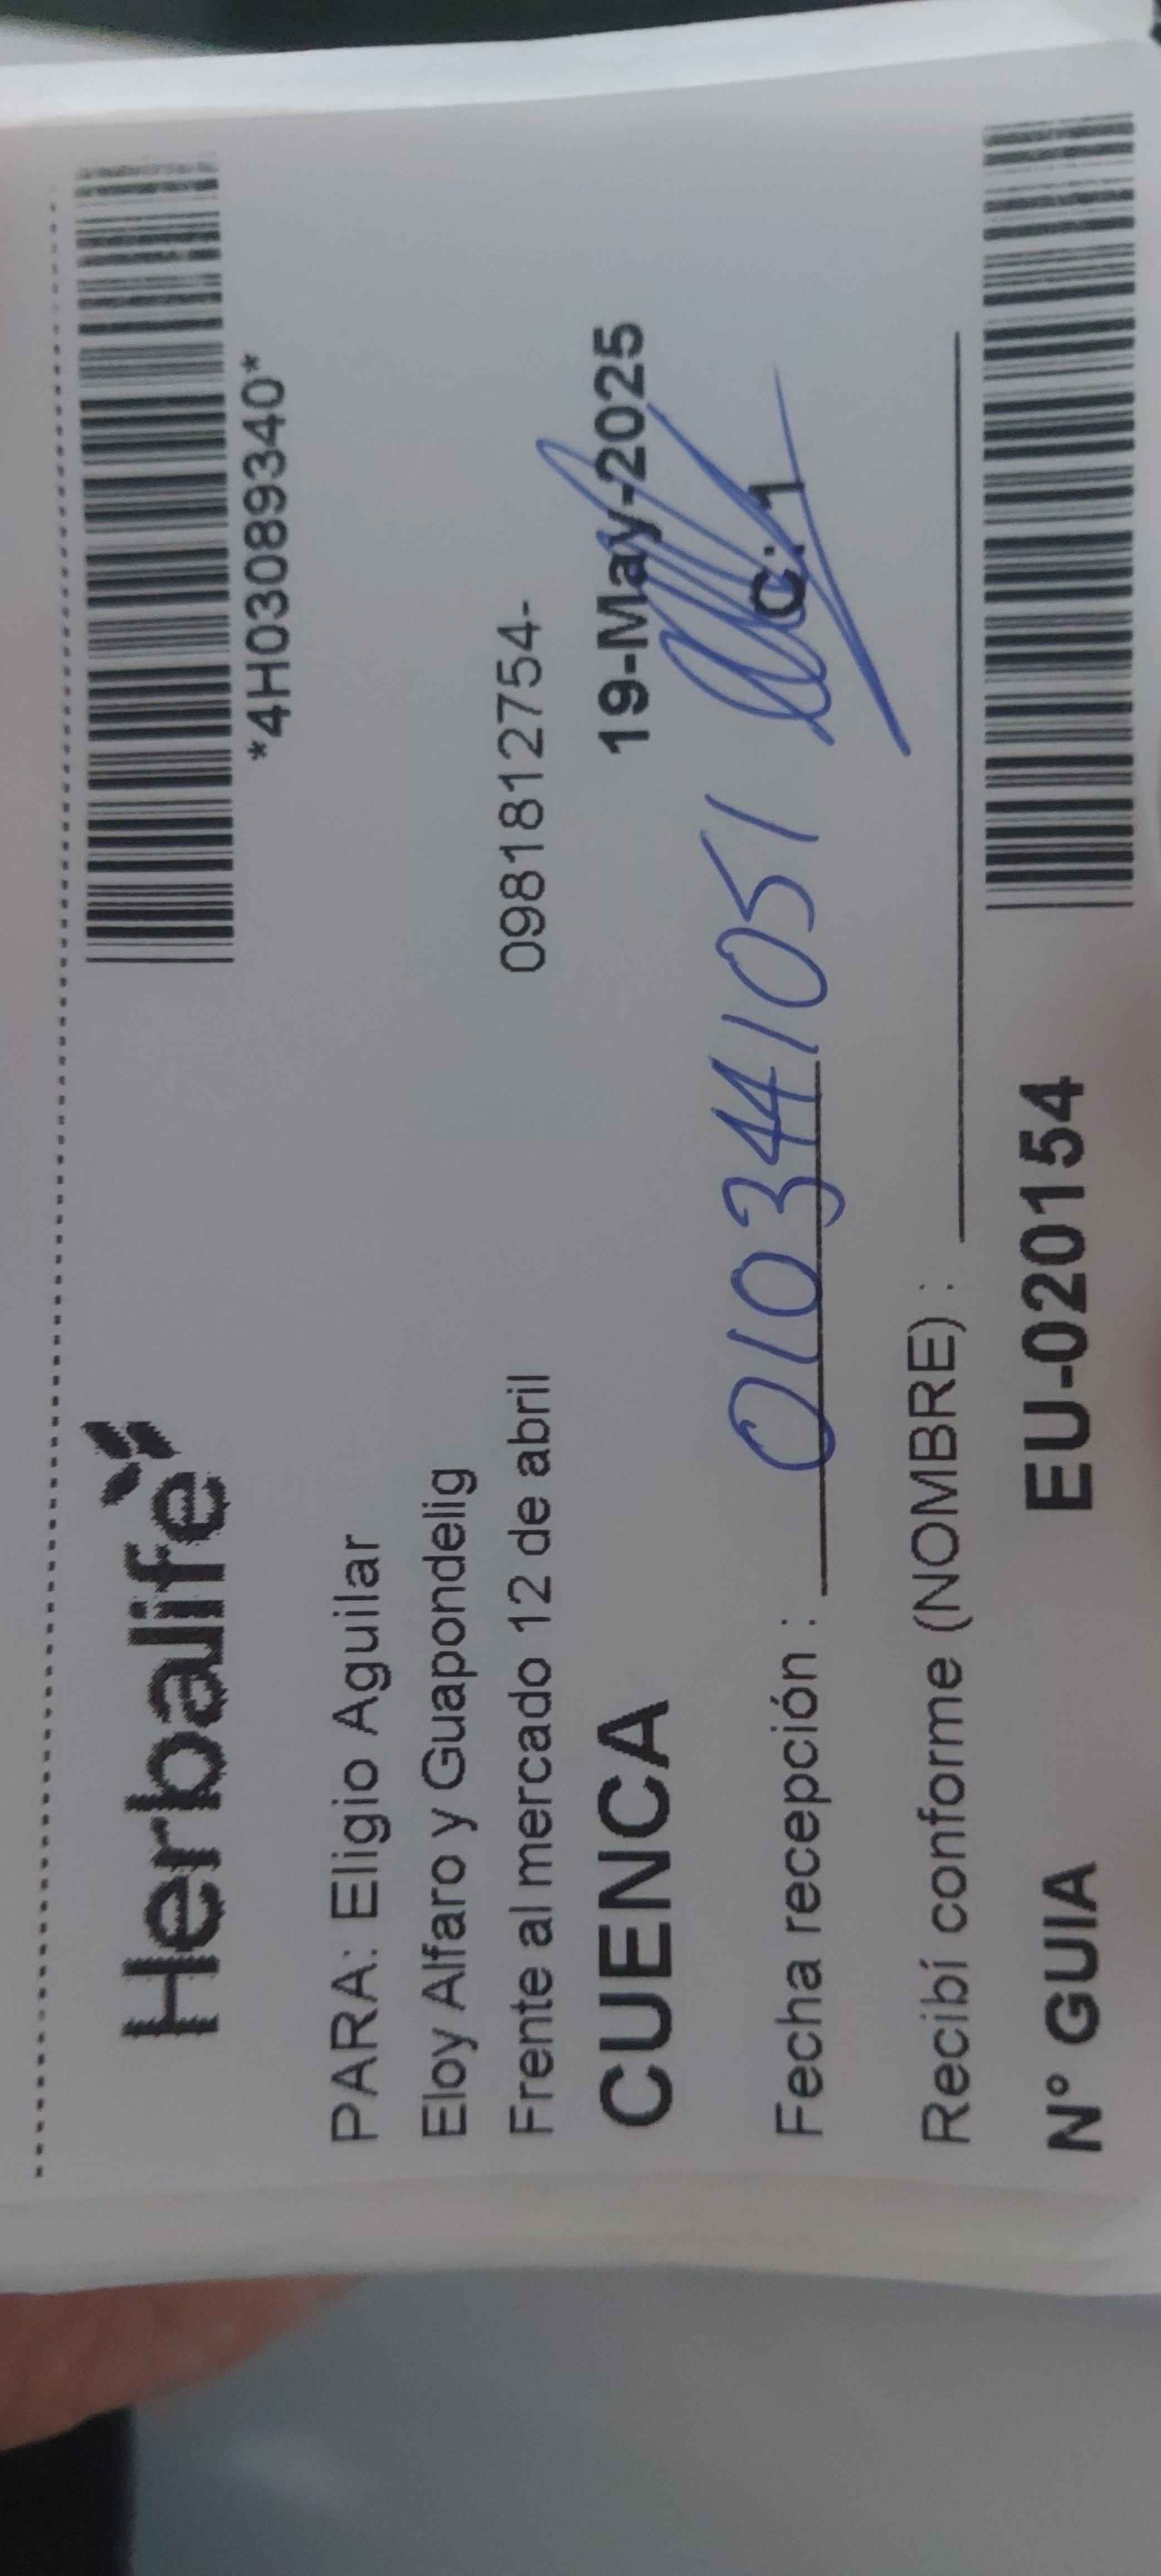 Herbalife
*4H03089340*
PARA: Eligio Aguilar
Eloy Alfaro y Guapondelig
Frente al mercado 12 de abril
0981812754-
CUENCA
19-May-2025
Fecha recepción : 0103441051
C: 1
Recibí conforme (NOMBRE) :
N° GUIA EU-020154